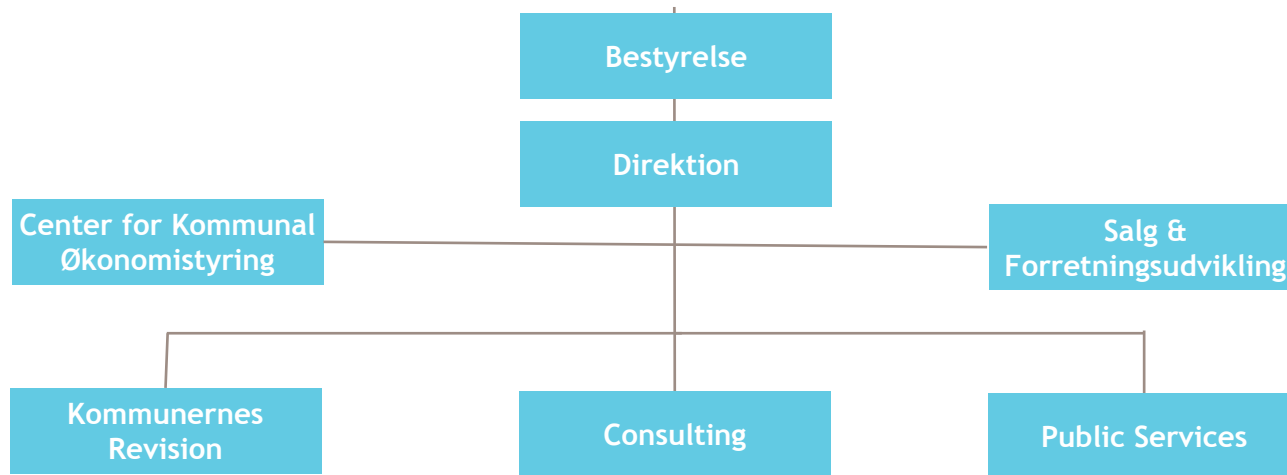 Bestyrelse
Direktion
Center for Kommunal
Økonomistyring
Salg &
Forretningsudvikling
Kommunernes
Revision
Consulting
Public Services